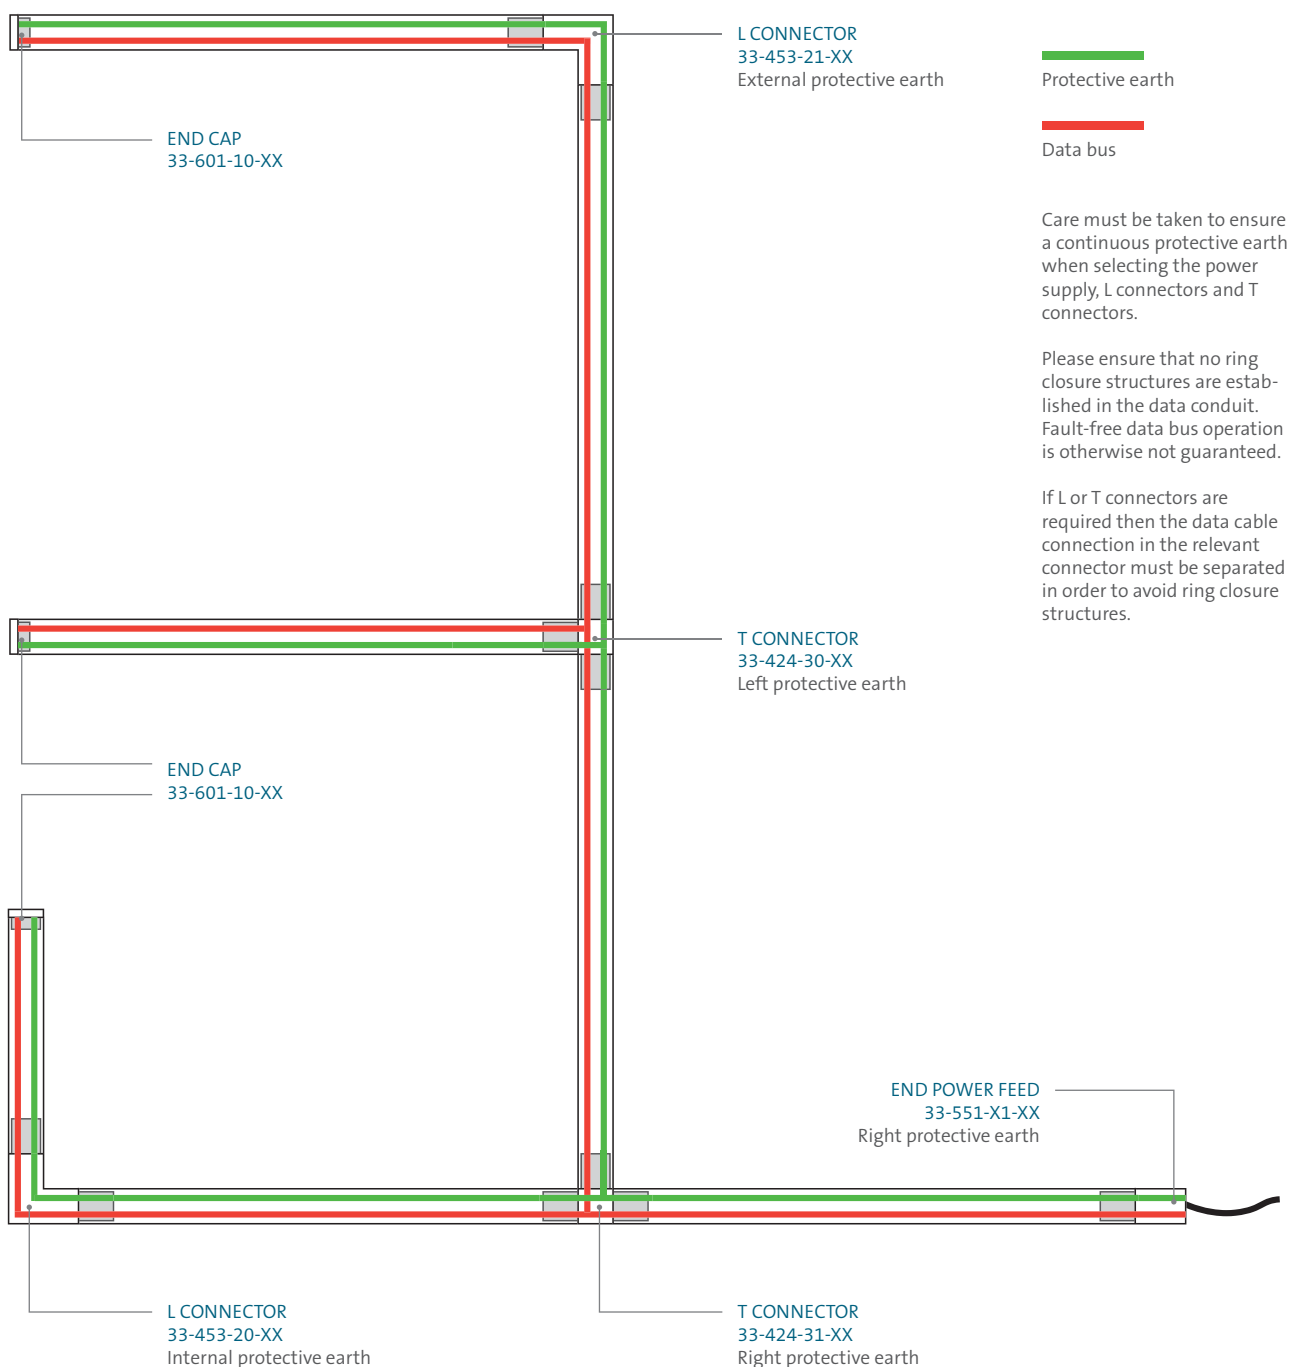 L CONNECTOR
33-453-21-XX
External protective earth
Protective earth
Data bus
END CAP
33-601-10-XX
Care must be taken to ensure
a continuous protective earth
when selecting the power
supply, L connectors and T
connectors.
Please ensure that no ring
closure structures are estab-
lished in the data conduit.
Fault-free data bus operation
is otherwise not guaranteed.
If L or T connectors are
required then the data cable
connection in the relevant
connector must be separated
in order to avoid ring closure
structures.
T CONNECTOR
33-424-30-XX
Left protective earth
END CAP
33-601-10-XX
END POWER FEED
33-551-X1-XX
Right protective earth
L CONNECTOR
33-453-20-XX
Internal protective earth
T CONNECTOR
33-424-31-XX
Right protective earth